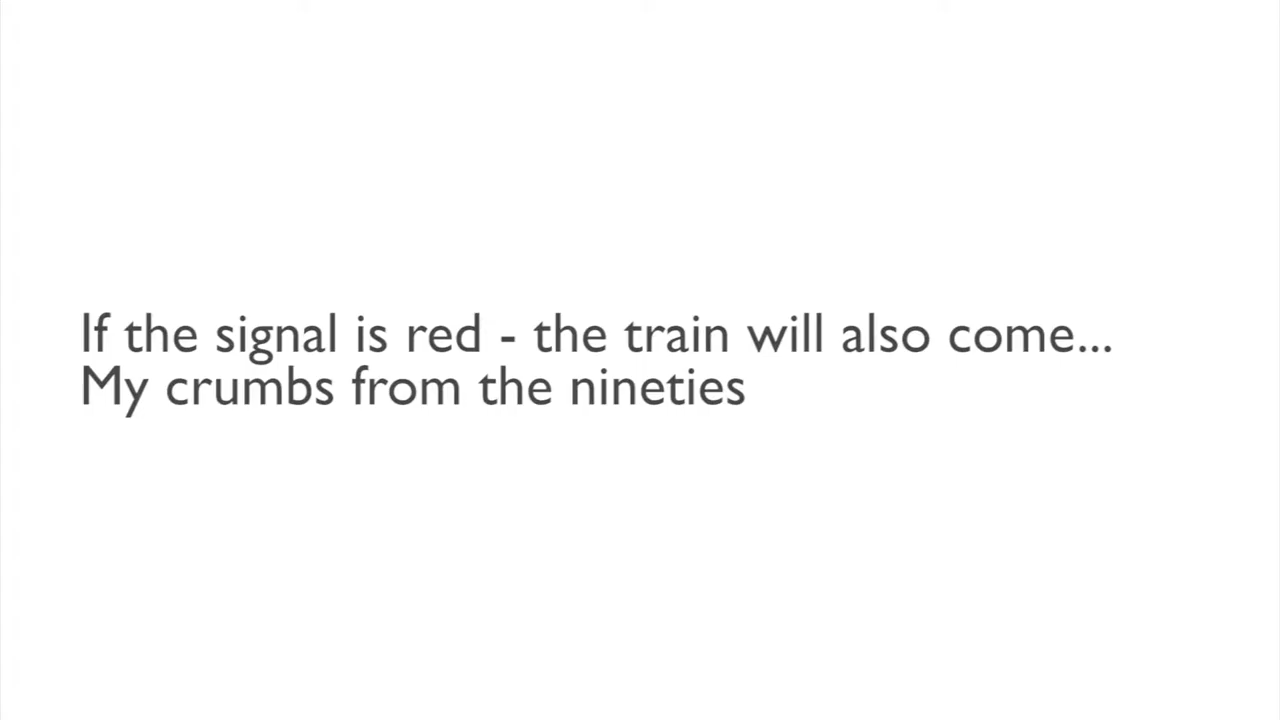 If the signal is red - the train will also come...
My crumbs from the nineties